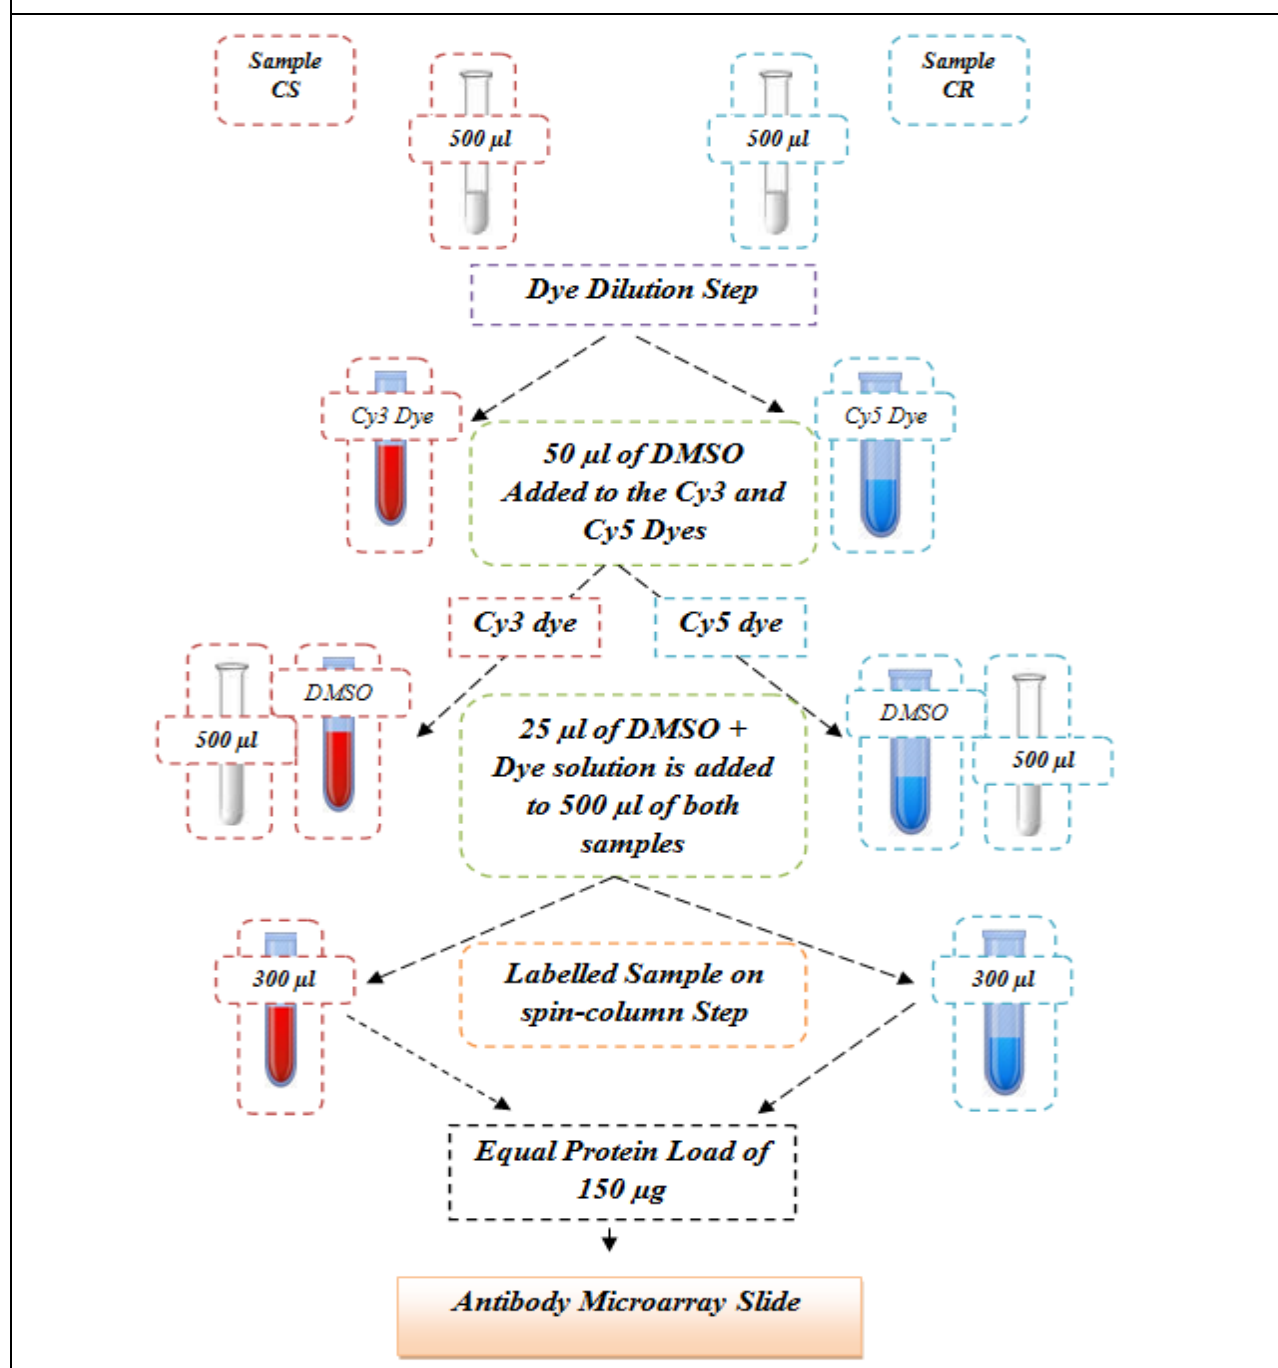 Sample
CS
500 µl
500 µl
Sample
CR
Dye Dilution Step
Cy3 Dye
Cy5 Dye
50 µl of DMSO
Added to the Cy3 and
Cy5 Dyes
Cy3 dye
Cy5 dye
500 µl
DMSO
DMSO
500 µl
25 µl of DMSO +
Dye solution is added
to 500 µl of both
samples
300 µl
300 µl
Labelled Sample on
spin-column Step
Equal Protein Load of
150 µg
Antibody Microarray Slide